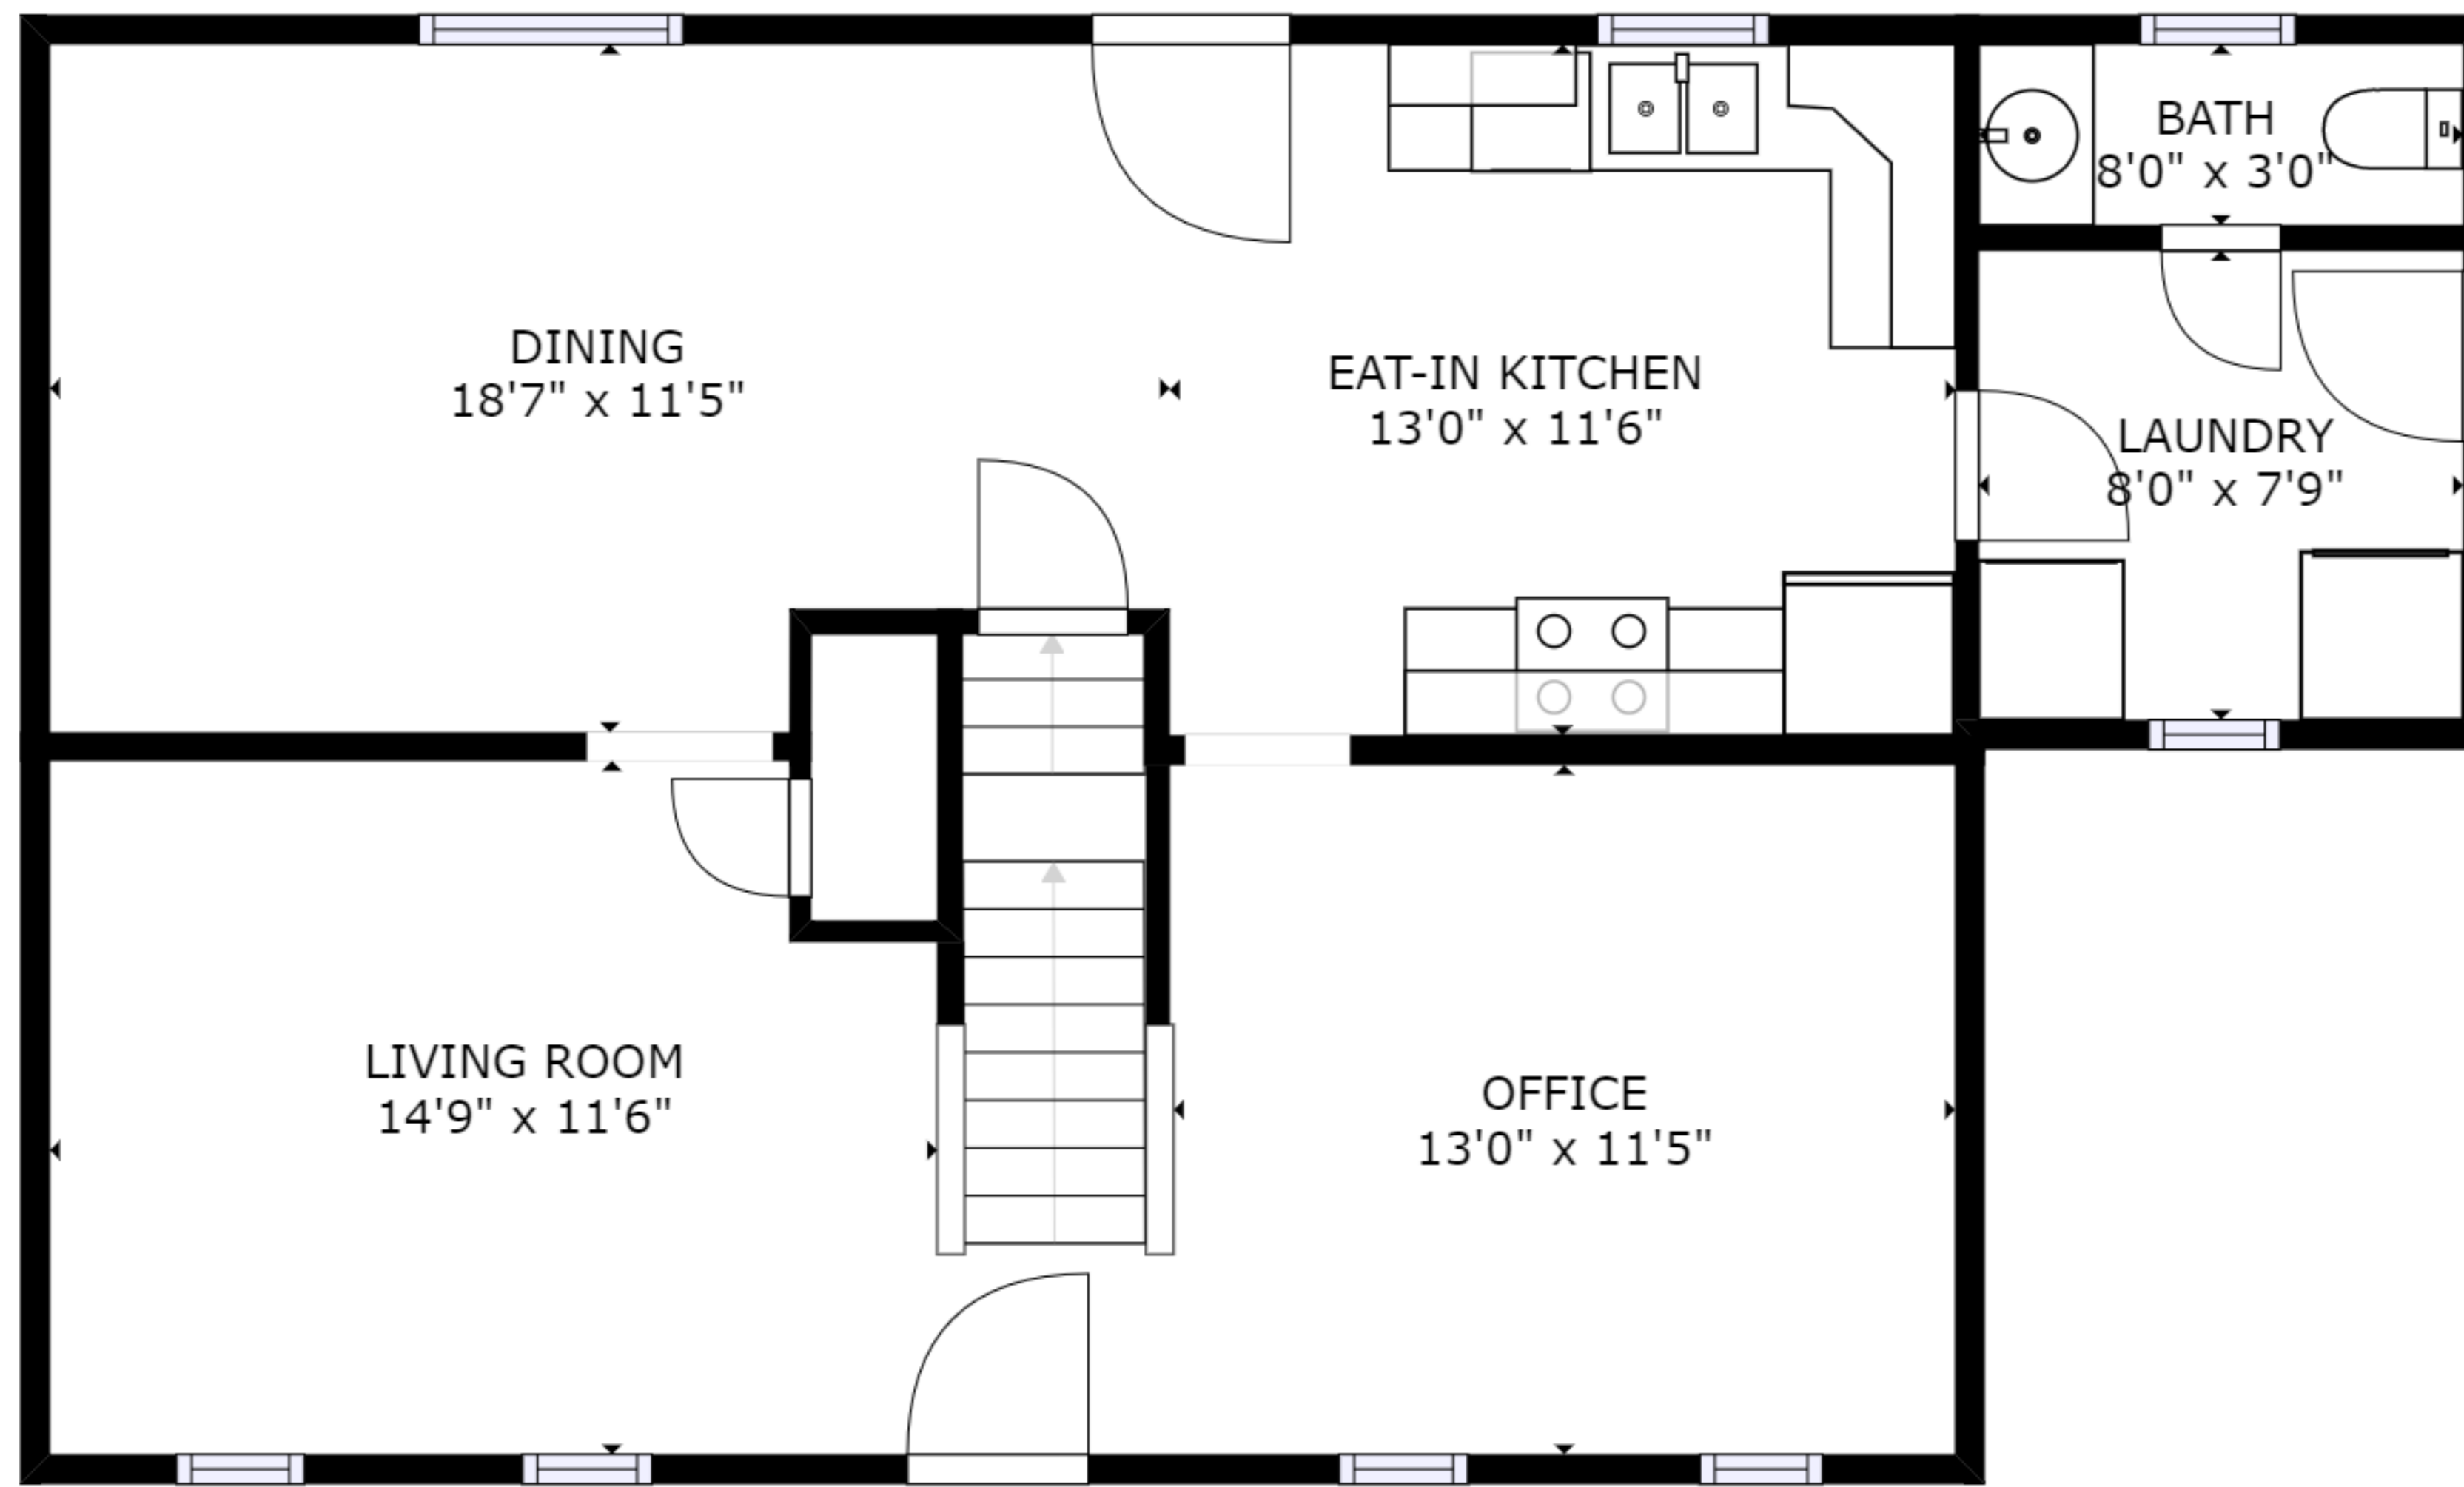 DINING
18'7" x 11'5"
EAT-IN KITCHEN
13'0" x 11'6"
BATH
8'0" x 3'0"
LAUNDRY
8'0" x 7'9"
LIVING ROOM
14'9" x 11'6"
OFFICE
13'0" x 11'5"